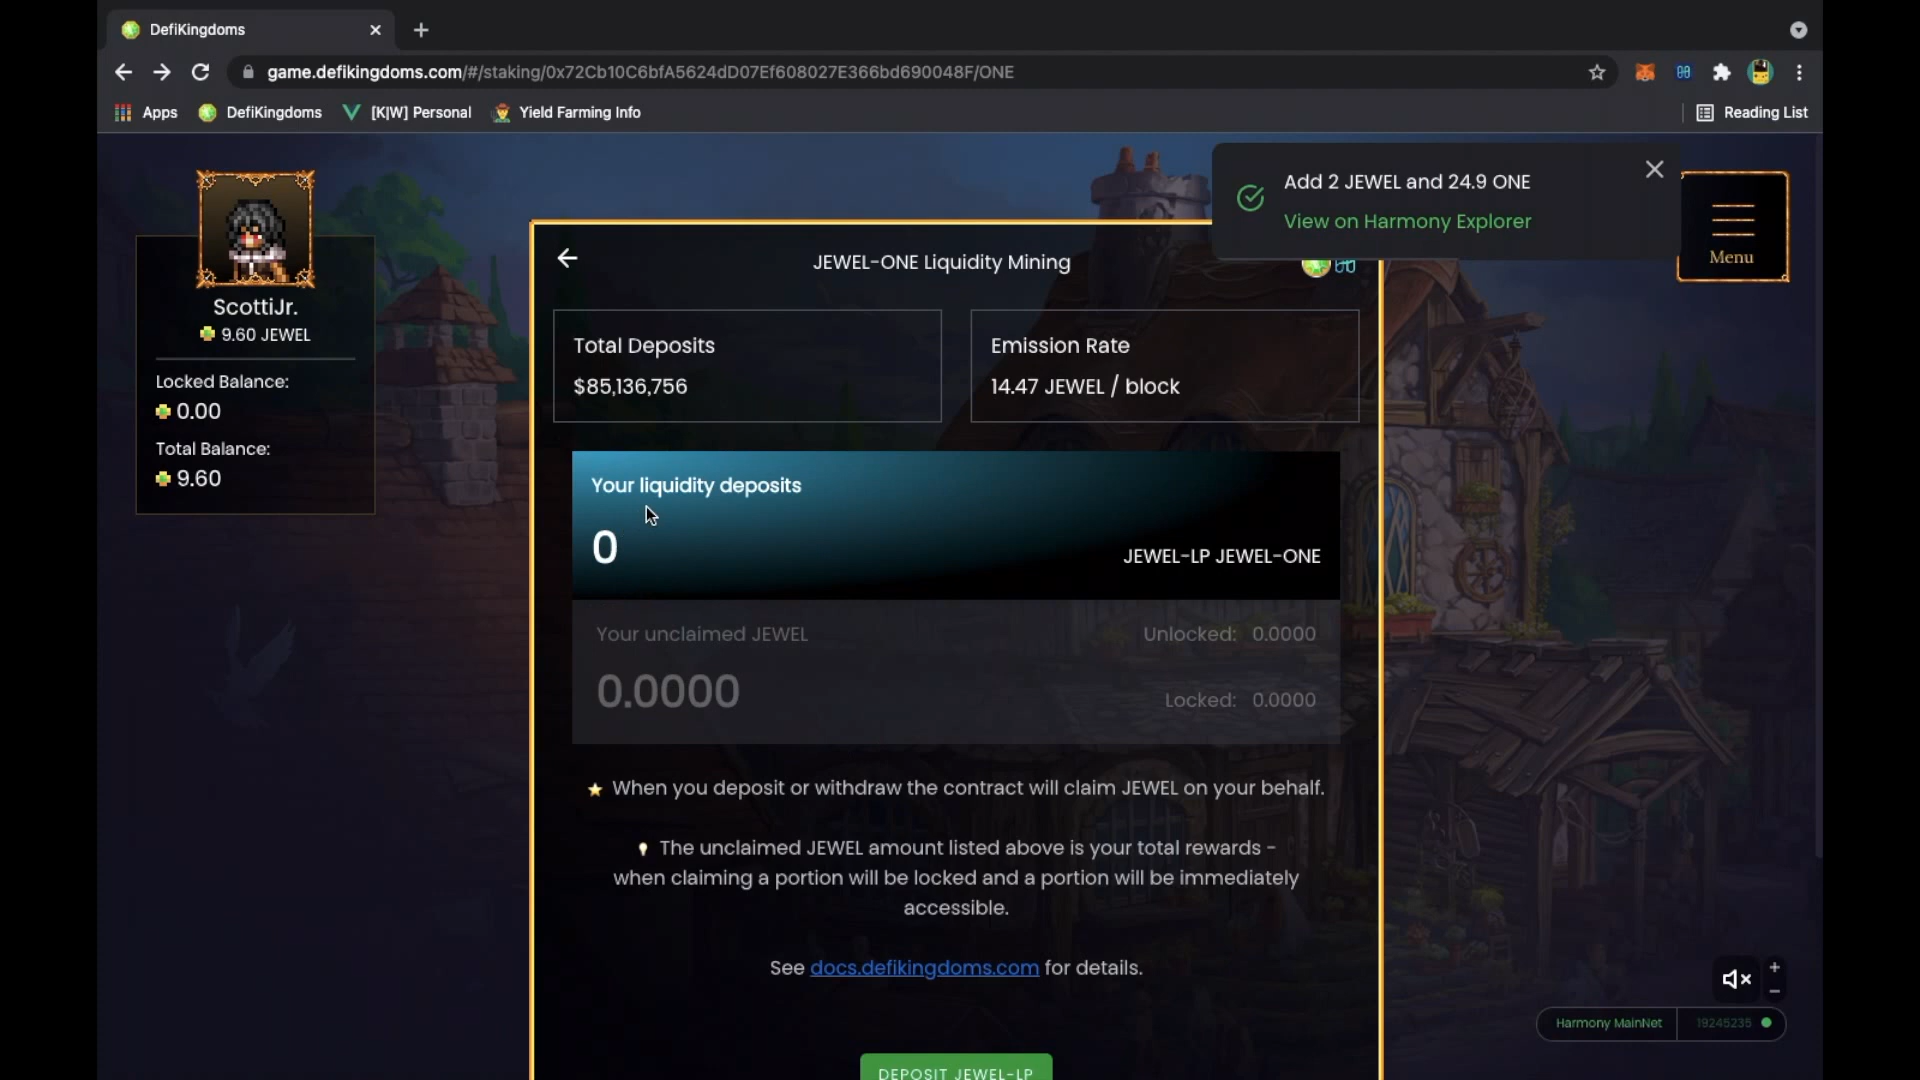 DefiKingdoms
game.defikingdoms.com/#/staking/0x72Cb10C6bfA5624dD07Ef608027E366bd690048F/ONE
Apps DefiKingdoms [K|W] Personal Yield Farming Info Reading List
Add 2 JEWEL and 24.9 ONE
View on Harmony Explorer
Menu
ScottiJr.
9.60 JEWEL
Locked Balance:
0.00
Total Balance:
9.60
JEWEL-ONE Liquidity Mining
Total Deposits
$85,136,756
Emission Rate
14.47 JEWEL / block
Your liquidity deposits
0
JEWEL-LP JEWEL-ONE
Your unclaimed JEWEL
Unlocked: 0.0000
0.0000
Locked: 0.0000
When you deposit or withdraw the contract will claim JEWEL on your behalf.
The unclaimed JEWEL amount listed above is your total rewards -
when claiming a portion will be locked and a portion will be immediately
accessible.
See docs.defikingdoms.com for details.
DEPOSIT JEWEL-LP
Harmony MainNet 19245235